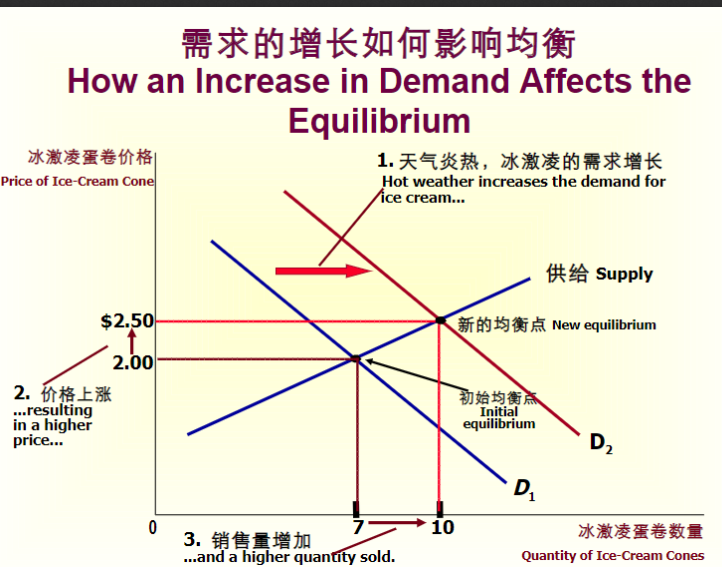 需求的增长如何影响均衡
How an Increase in Demand Affects the
Equilibrium
冰激凌蛋卷价格
Price of Ice-Cream Cone
1. 天气炎热，冰激凌的需求增长
Hot weather increases the demand for
ice cream...
供给 Supply
$2.50
新的均衡点 New equilibrium
2.00
2. 价格上涨
...resulting
in a higher
price...
初始均衡点
Initial
equilibrium
D2
D1
0
7
10
3. 销售量增加
...and a higher quantity sold.
冰激凌蛋卷数量
Quantity of Ice-Cream Cones